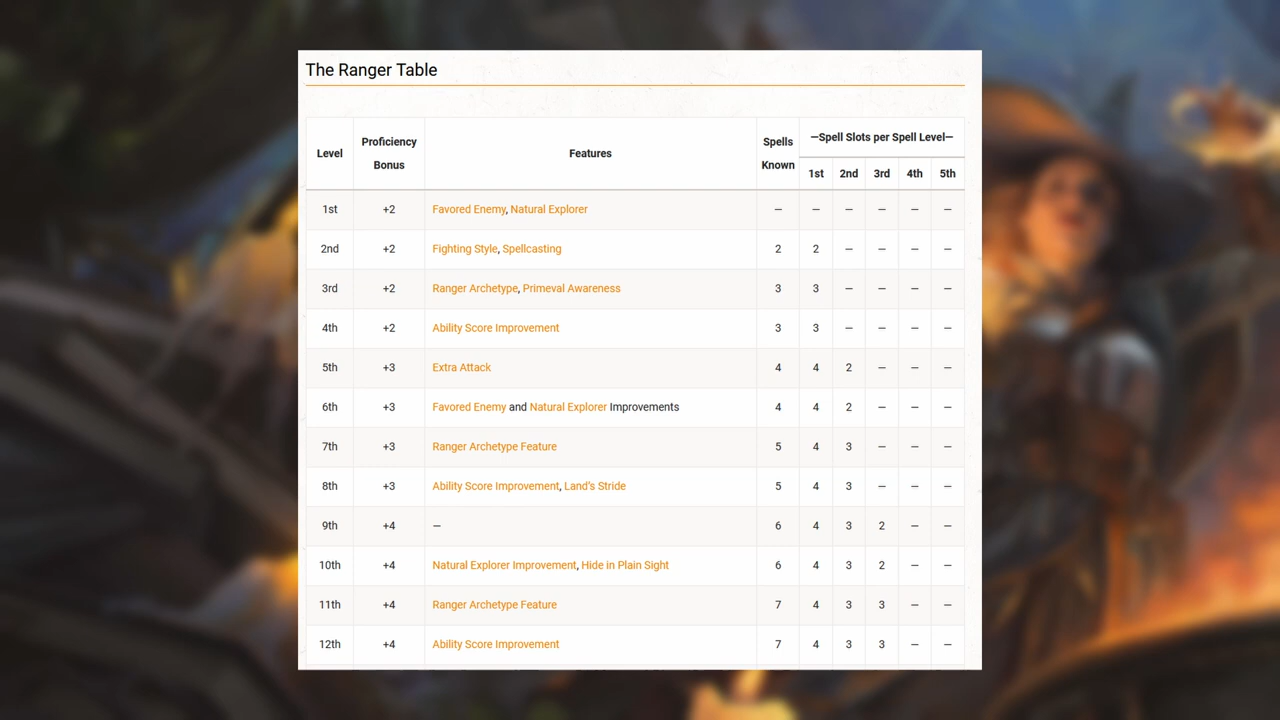 The Ranger Table
Level Proficiency Bonus Features Spells Known —Spell Slots per Spell Level—
1st 2nd 3rd 4th 5th
1st +2 Favored Enemy, Natural Explorer — — — — — —
2nd +2 Fighting Style, Spellcasting 2 2 — — — —
3rd +2 Ranger Archetype, Primeval Awareness 3 3 — — — —
4th +2 Ability Score Improvement 3 3 — — — —
5th +3 Extra Attack 4 4 2 — — —
6th +3 Favored Enemy and Natural Explorer Improvements 4 4 2 — — —
7th +3 Ranger Archetype Feature 5 4 3 — — —
8th +3 Ability Score Improvement, Land's Stride 5 4 3 — — —
9th +4 — 6 4 3 2 — —
10th +4 Natural Explorer Improvement, Hide in Plain Sight 6 4 3 2 — —
11th +4 Ranger Archetype Feature 7 4 3 3 — —
12th +4 Ability Score Improvement 7 4 3 3 — —